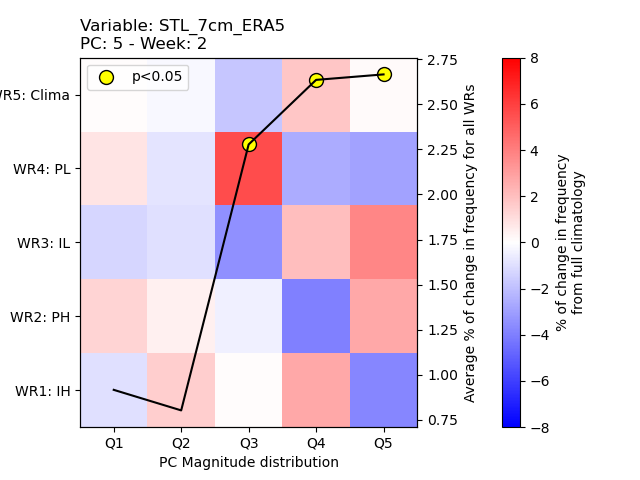 Variable: STL_7cm_ERA5
PC: 5 - Week: 2
p<0.05
WR5: Clima
WR4: PL
WR3: IL
WR2: PH
WR1: IH
Q1 Q2 Q3 Q4 Q5
PC Magnitude distribution
2.75
2.50
2.25
2.00
1.75
1.50
1.25
1.00
0.75
Average % of change in frequency for all WRs
8
6
4
2
0
−2
−4
−6
−8
% of change in frequency
from full climatology